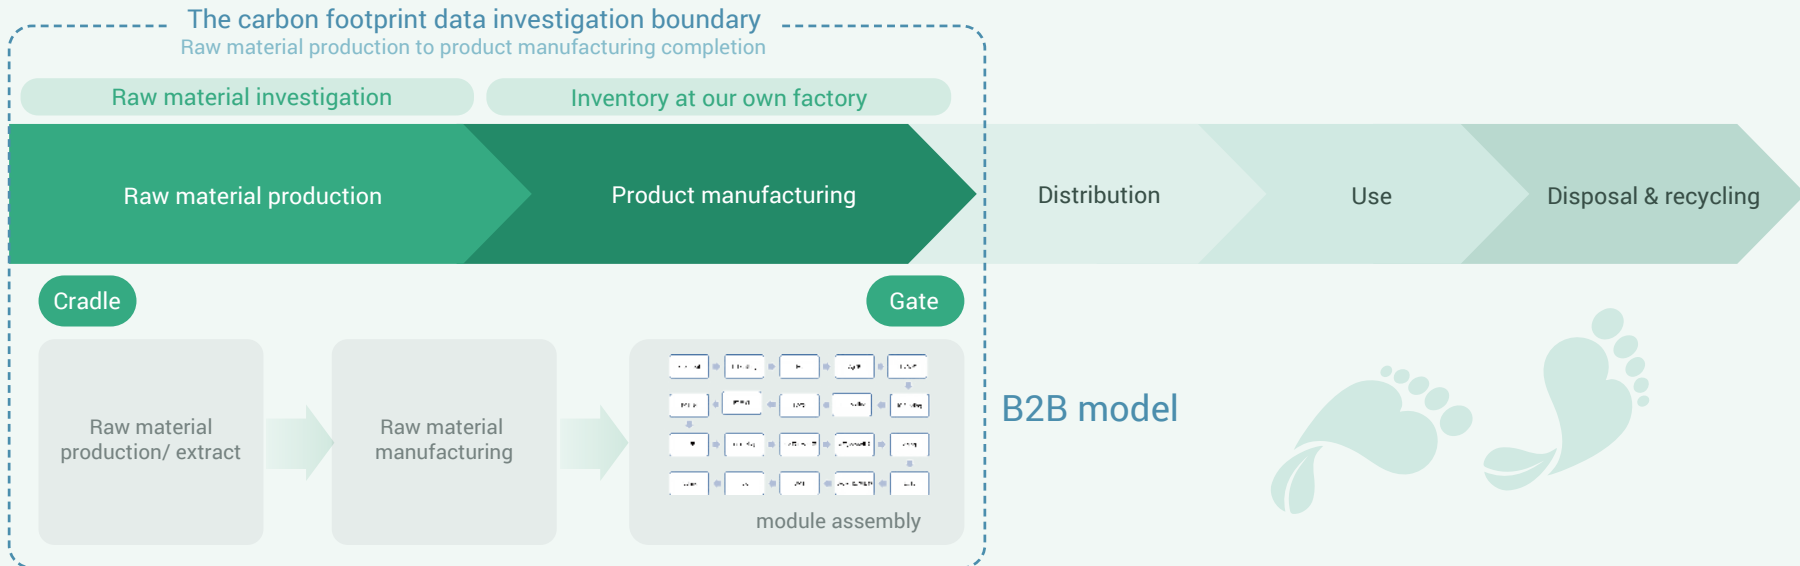 The carbon footprint data investigation boundary
Raw material production to product manufacturing completion
Raw material investigation
Inventory at our own factory
Raw material production
Product manufacturing
Distribution
Use
Disposal & recycling
Cradle
Gate
Raw material
production/ extract
Raw material
manufacturing
module assembly
B2B model